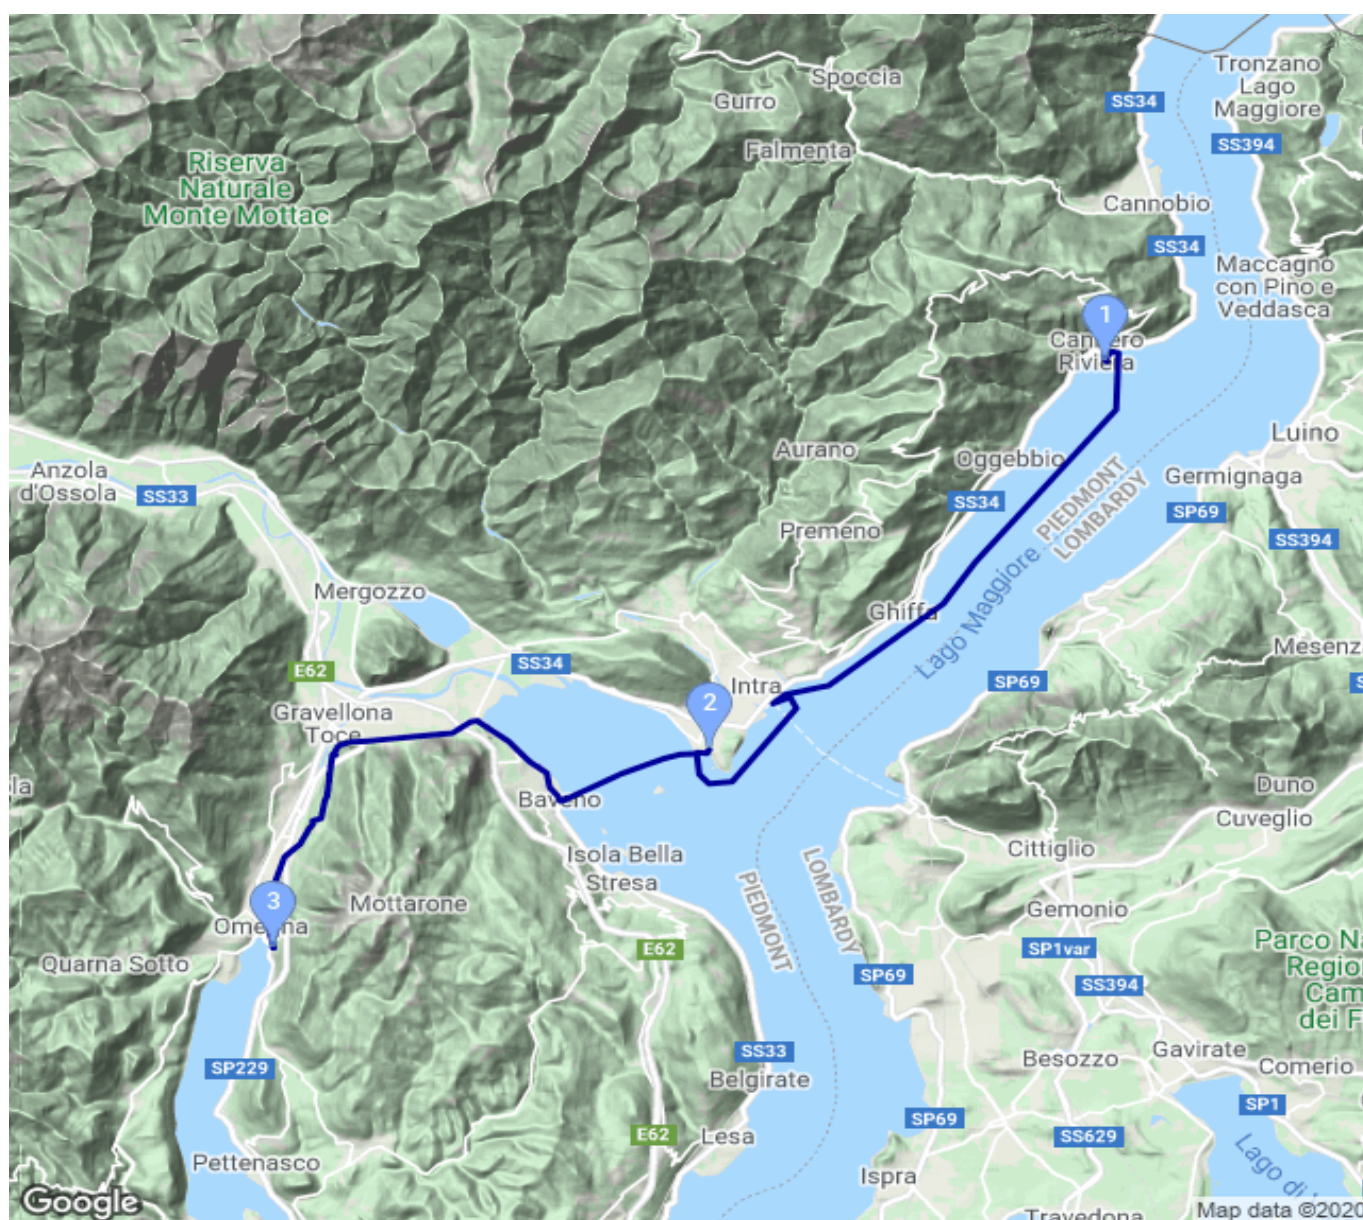 Spoccia
Gurro
Falmenta
SS34
Tronzano
Lago
Maggiore
SS394
Riserva
Naturale
Monte Mottac
Cannobio
SS34
Maccagno
con Pino e
Veddasca
1
Riviera
Luino
Germignaga
SP69
SS394
Aurano
Oggebbio
SS34
PIEDMONT
LOMBARDY
Premeno
Anzola
d'Ossola
SS33
Mergozzo
Ghiffa
Lago Maggiore
SP69
E62
SS34
Intra
2
Gravellona
Toce
Baveno
Isola Bella
Stresa
Duno
Cuveglio
Cittiglio
PIEDMONT
LOMBARDY
Gemonio
SP1var
SS394
SP69
Mottarone
3
Quarna Sotto
E62
SP229
SS33
Belgirate
Besozzo
Gavirate
Comerio
SP1
SP69
SS629
E62
Lesa
Pettenasco
Ispra
Travedona
Google
Map data ©2020